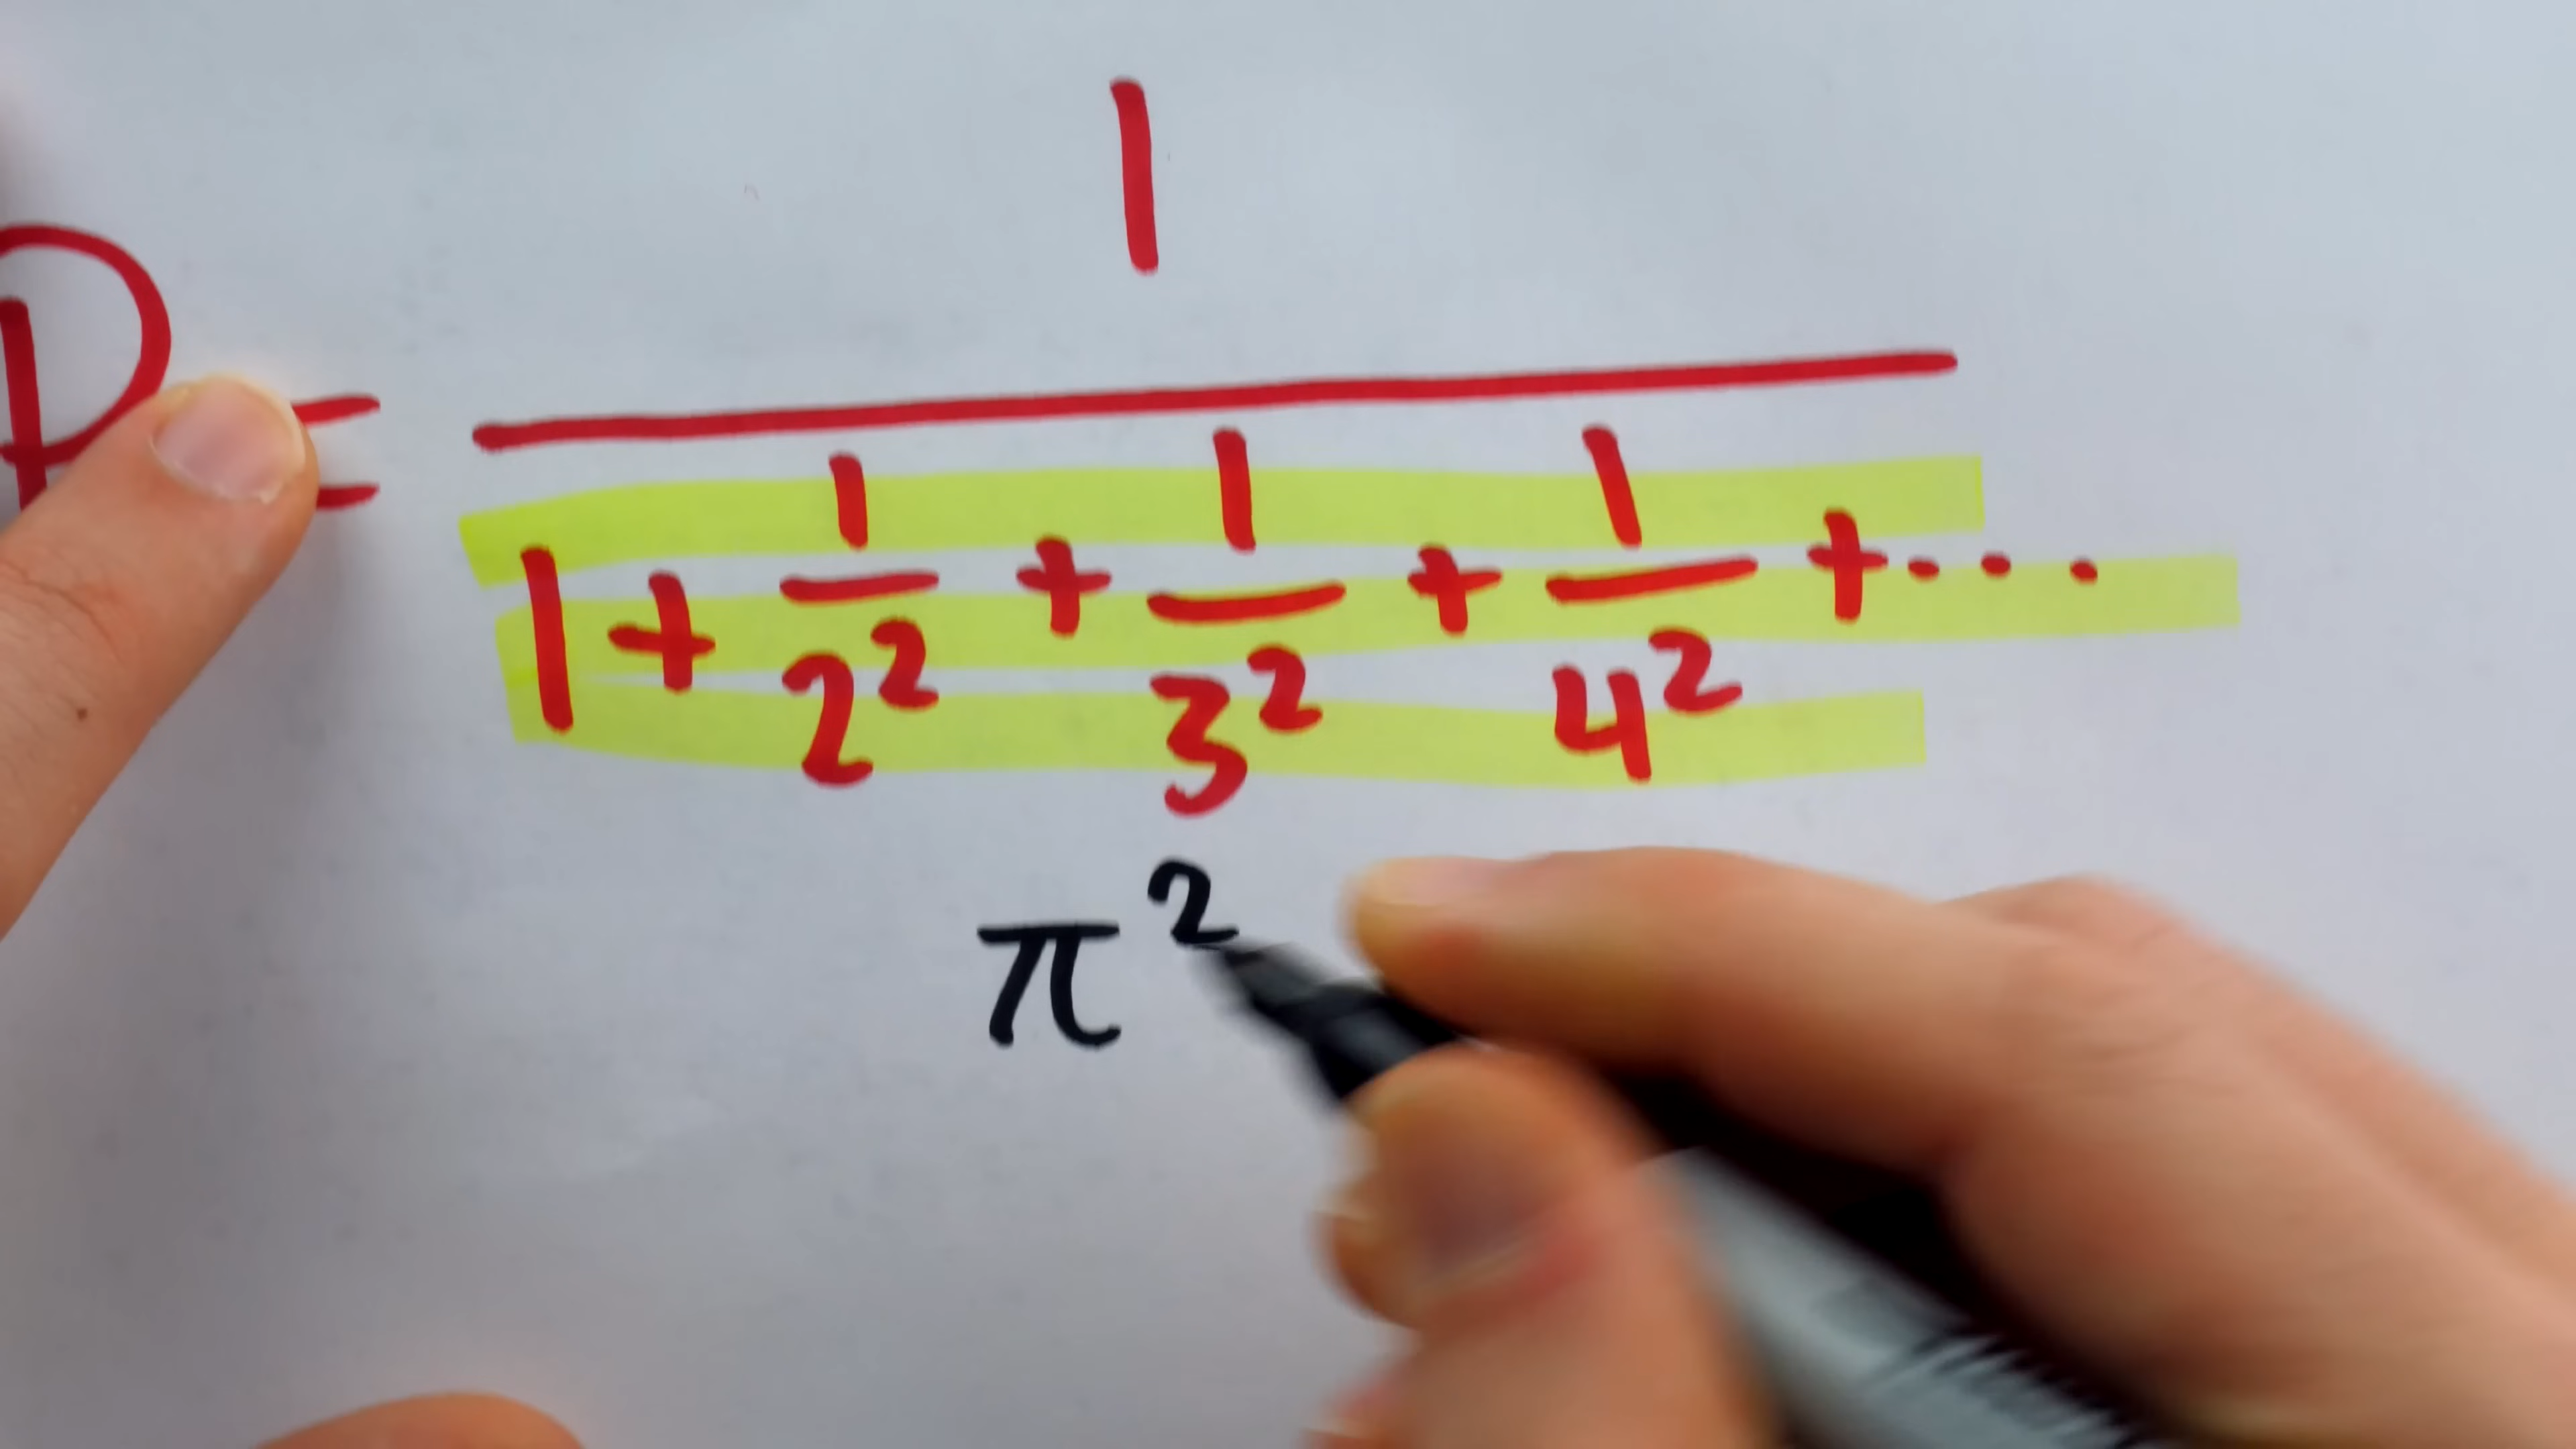 1
P =
1 + 1/2² + 1/3² + 1/4² + ...
π²